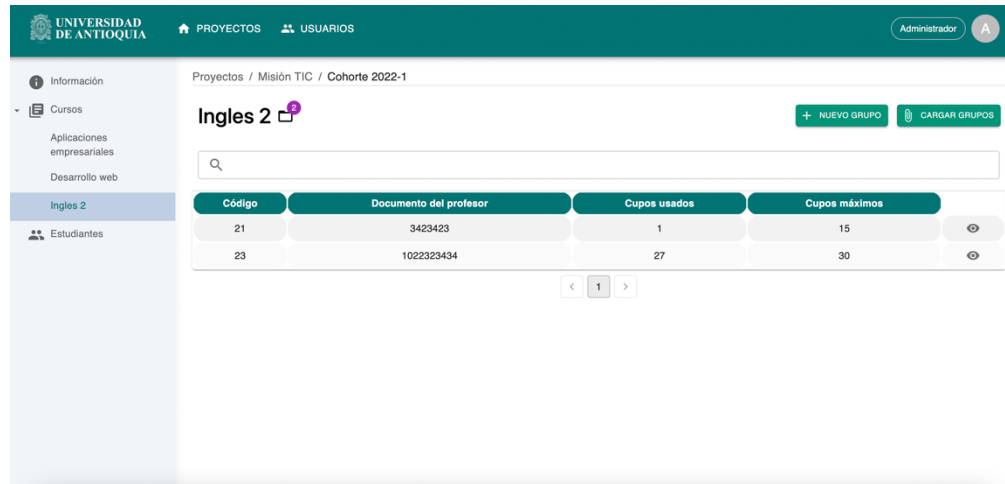 UNIVERSIDAD
DE ANTIOQUIA
PROYECTOS
USUARIOS
Administrador
A
Información
Cursos
Aplicaciones
empresariales
Desarrollo web
Ingles 2
Estudiantes
Proyectos / Misión TIC / Cohorte 2022-1
Ingles 2
2
+ NUEVO GRUPO
CARGAR GRUPOS
Código Documento del profesor Cupos usados Cupos máximos
21 3423423 1 15
23 1022323434 27 30
< 1 >